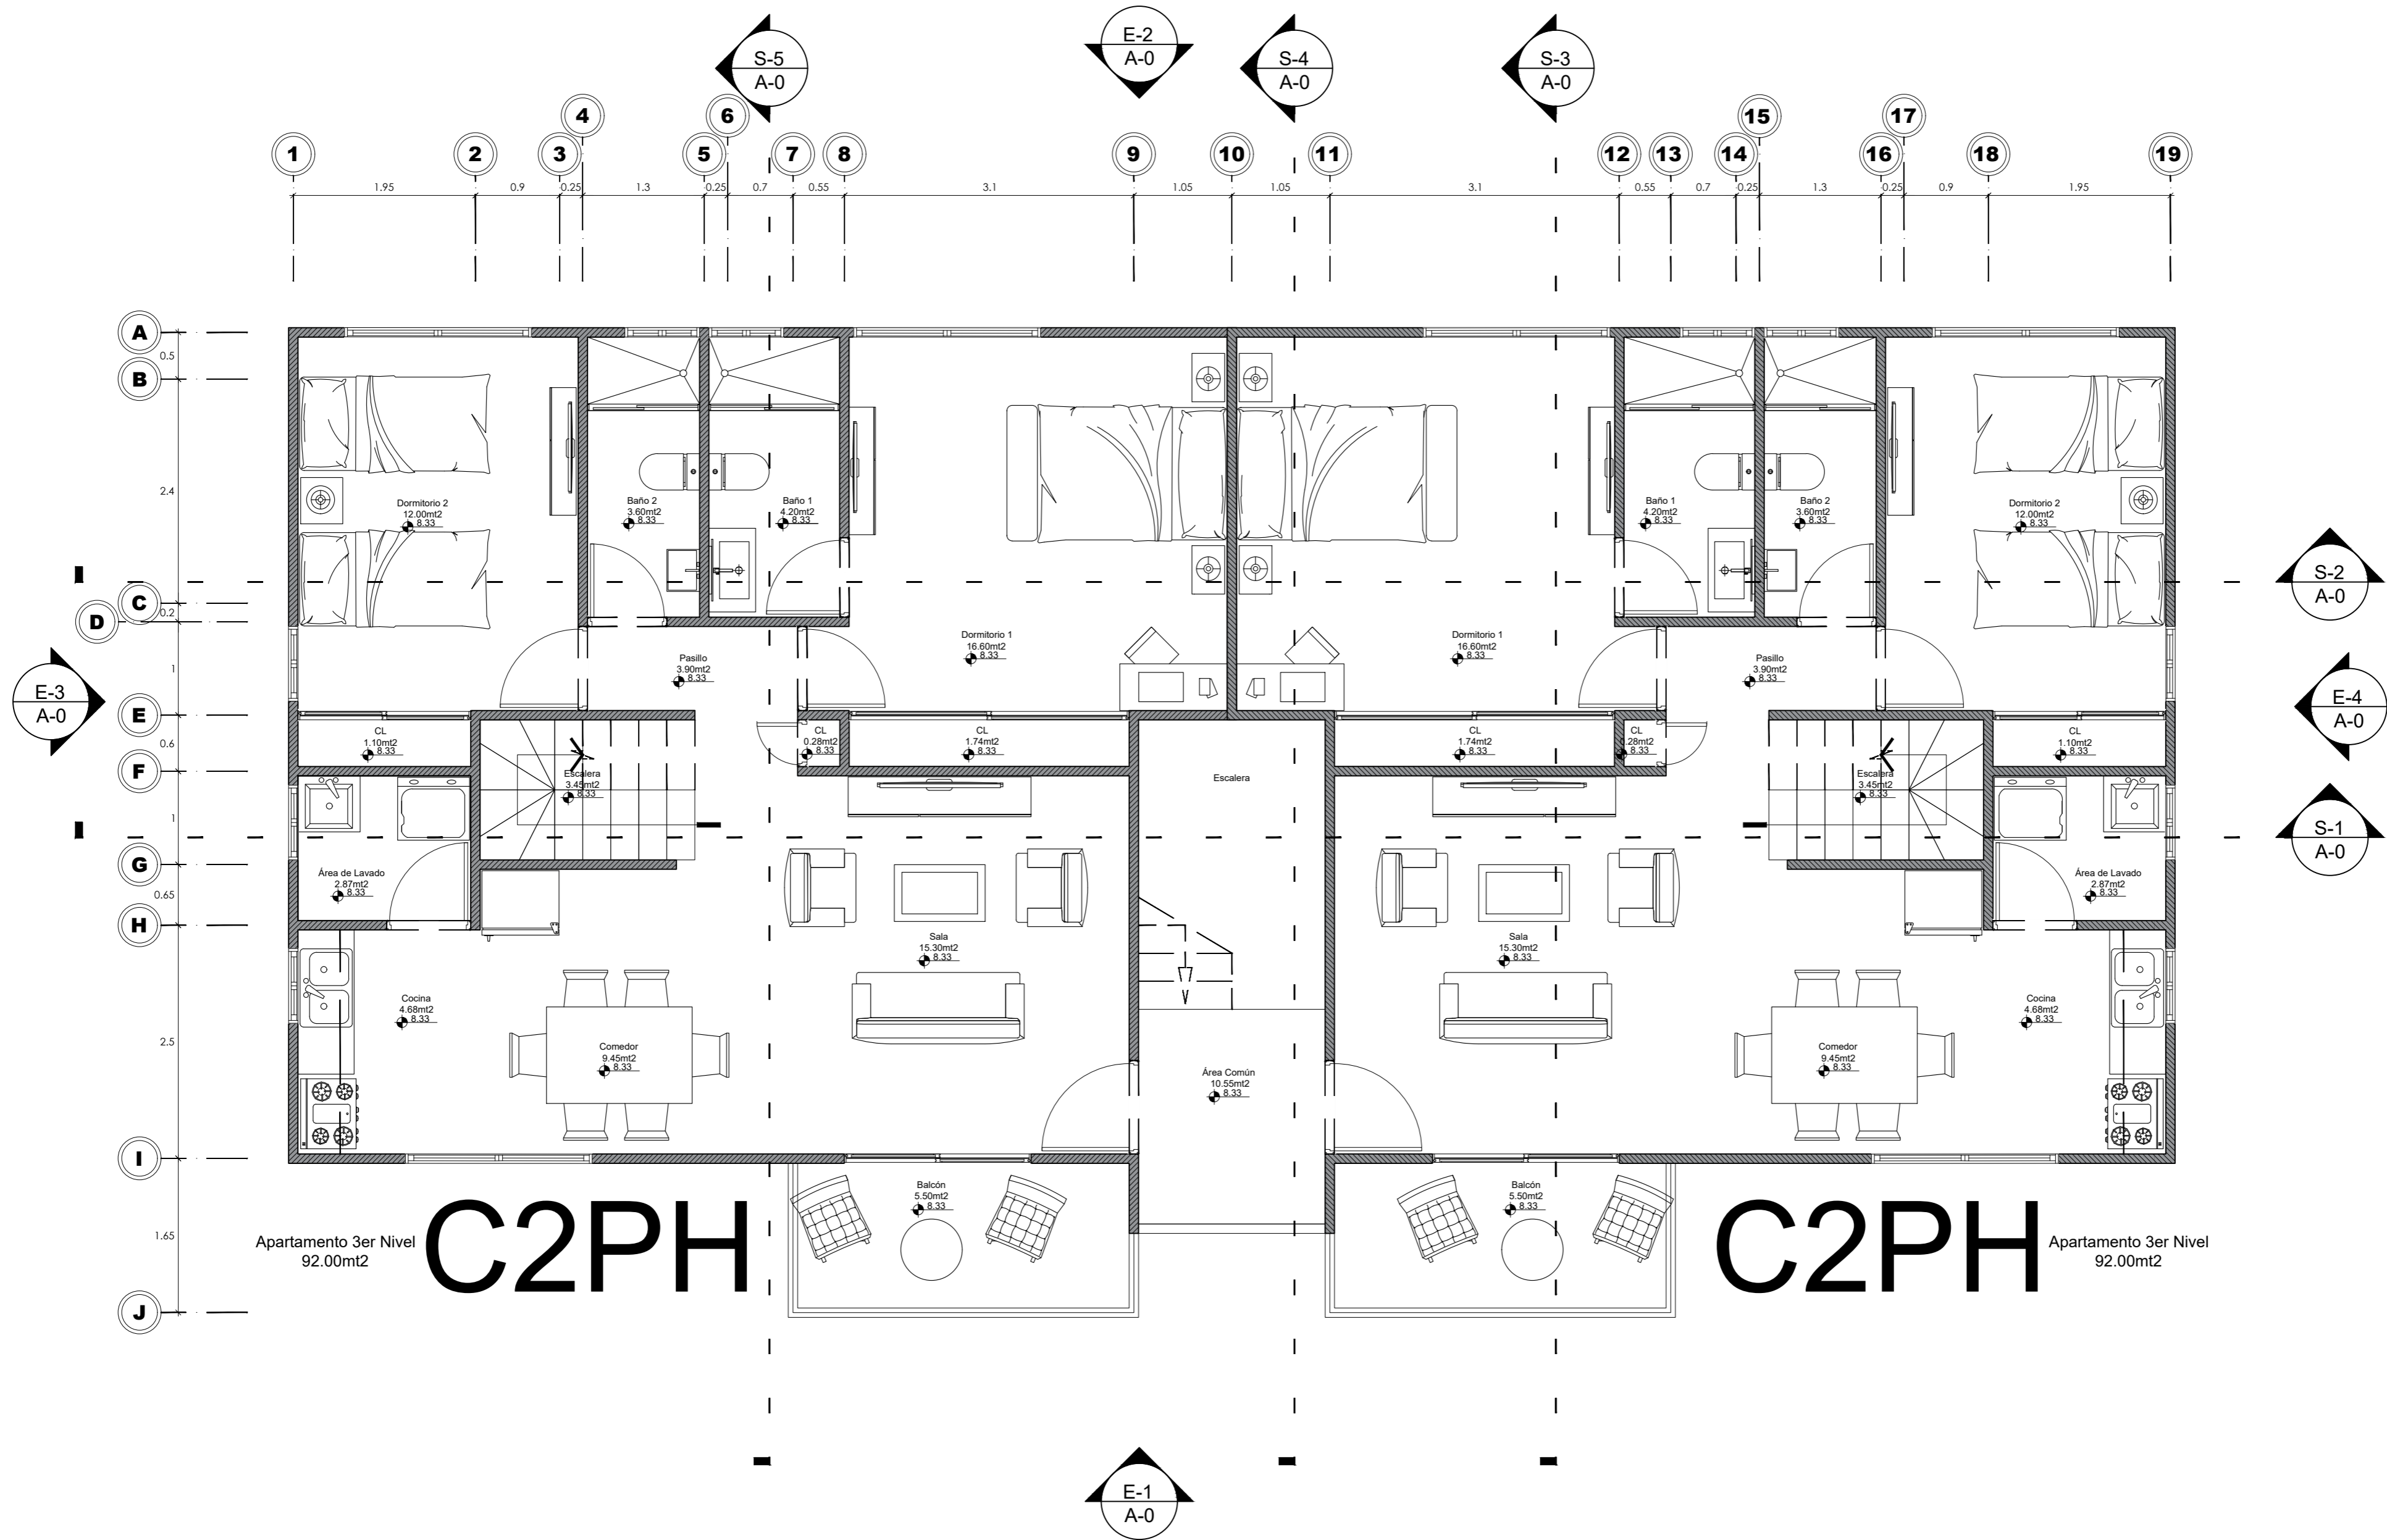 S-5
A-0
E-2
A-0
S-4
A-0
S-3
A-0
1
2
3
4
5
6
7
8
9
10
11
12
13
14
15
16
17
18
19
1.95
0.9
0.25
1.3
0.25
0.7
0.55
3.1
1.05
1.05
3.1
0.55
0.7
0.25
1.3
0.25
0.9
1.95
A
0.5
B
2.4
C
0.2
D
1
E
0.6
F
1
G
0.65
H
2.5
I
1.65
J
E-3
A-0
S-2
A-0
E-4
A-0
S-1
A-0
Dormitorio 2
12.00mt2
8.33
Baño 2
3.60mt2
8.33
Baño 1
4.20mt2
8.33
Baño 1
4.20mt2
8.33
Baño 2
3.60mt2
8.33
Dormitorio 2
12.00mt2
8.33
Pasillo
3.90mt2
8.33
Dormitorio 1
16.60mt2
8.33
Dormitorio 1
16.60mt2
8.33
Pasillo
3.90mt2
8.33
CL
1.10mt2
8.33
Escalera
3.45mt2
8.33
CL
0.28mt2
8.33
CL
1.74mt2
8.33
Escalera
CL
1.74mt2
8.33
CL
0.28mt2
8.33
Escalera
3.45mt2
8.33
CL
1.10mt2
8.33
Área de Lavado
2.87mt2
8.33
Área de Lavado
2.87mt2
8.33
Sala
15.30mt2
8.33
Sala
15.30mt2
8.33
Cocina
4.68mt2
8.33
Comedor
9.45mt2
8.33
Área Común
10.55mt2
8.33
Comedor
9.45mt2
8.33
Cocina
4.68mt2
8.33
Balcón
5.50mt2
8.33
Balcón
5.50mt2
8.33
Apartamento 3er Nivel
92.00mt2
C2PH
C2PH
Apartamento 3er Nivel
92.00mt2
E-1
A-0